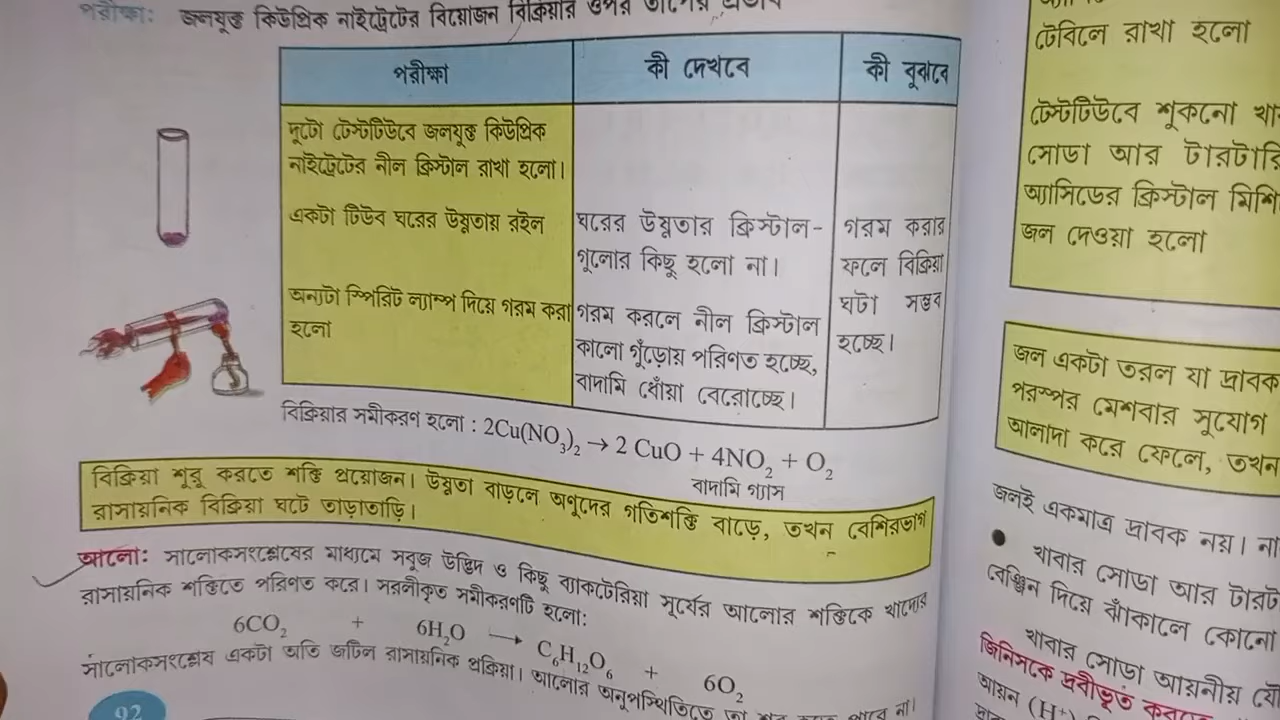 পরীক্ষা: জলযুক্ত কিউপ্রিক নাইট্রেটের বিয়োজন বিক্রিয়ার ওপর তাপের প্রভাব
পরীক্ষা
কী দেখবে
কী বুঝবে
দুটো টেস্টটিউবে জলযুক্ত কিউপ্রিক
নাইট্রেটের নীল ক্রিস্টাল রাখা হলো।
একটা টিউব ঘরের উষ্ণতায় রইল
অন্যটা স্পিরিট ল্যাম্প দিয়ে গরম করা
হলো
ঘরের উষ্ণতার ক্রিস্টাল-
গুলোর কিছু হলো না।
গরম করলে নীল ক্রিস্টাল
কালো গুঁড়োয় পরিণত হচ্ছে,
বাদামি ধোঁয়া বেরোচ্ছে।
গরম করার
ফলে বিক্রিয়া
ঘটা সম্ভব
হচ্ছে।
বিক্রিয়ার সমীকরণ হলো : 2Cu(NO₃)₂ → 2 CuO + 4NO₂ + O₂
বাদামি গ্যাস
বিক্রিয়া শুরু করতে শক্তি প্রয়োজন। উষ্ণতা বাড়লে অণুদের গতিশক্তি বাড়ে, তখন বেশিরভাগ
রাসায়নিক বিক্রিয়া ঘটে তাড়াতাড়ি।
আলো: সালোকসংশ্লেষের মাধ্যমে সবুজ উদ্ভিদ ও কিছু ব্যাকটেরিয়া সূর্যের আলোর শক্তিকে খাদ্যের
রাসায়নিক শক্তিতে পরিণত করে। সরলীকৃত সমীকরণটি হলো:
6CO₂ + 6H₂O → C₆H₁₂O₆ + 6O₂
সালোকসংশ্লেষ একটা অতি জটিল রাসায়নিক প্রক্রিয়া। আলোর অনুপস্থিতিতে তা
92
টেবিলে রাখা হলো
টেস্টটিউবে শুকনো খা
সোডা আর টারটারি
অ্যাসিডের ক্রিস্টাল মিশি
জল দেওয়া হলো
জল একটা তরল যা দ্রাবক
পরস্পর মেশবার সুযোগ
আলাদা করে ফেলে, তখন
জলই একমাত্র দ্রাবক নয়। না
● খাবার সোডা আর টারট
বেঞ্জিন দিয়ে ঝাঁকালে কোনো
খাবার সোডা আয়নীয় যৌ
জিনিসকে দ্রবীভূত করতে
আয়ন (H⁺)